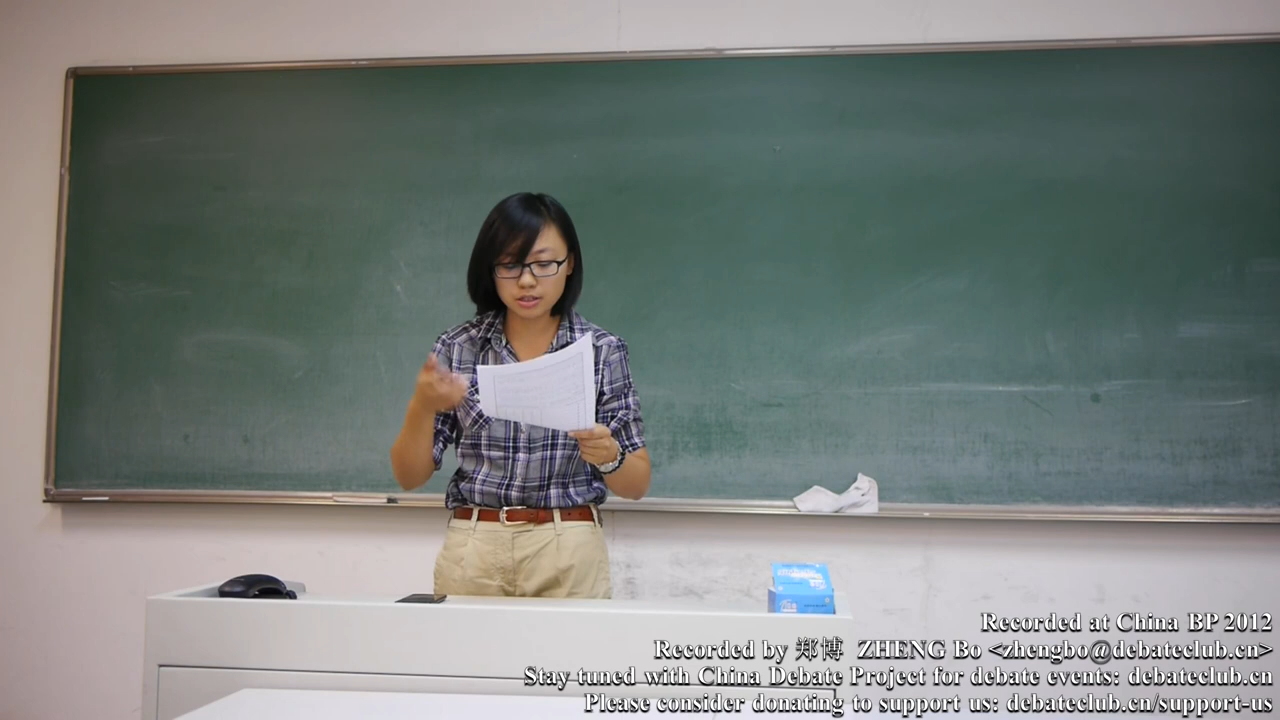 Recorded at China BP 2012
Recorded by 郑博 ZHENG Bo <zhengbo@debateclub.cn>
Stay tuned with China Debate Project for debate events: debateclub.cn
Please consider donating to support us: debateclub.cn/support-us